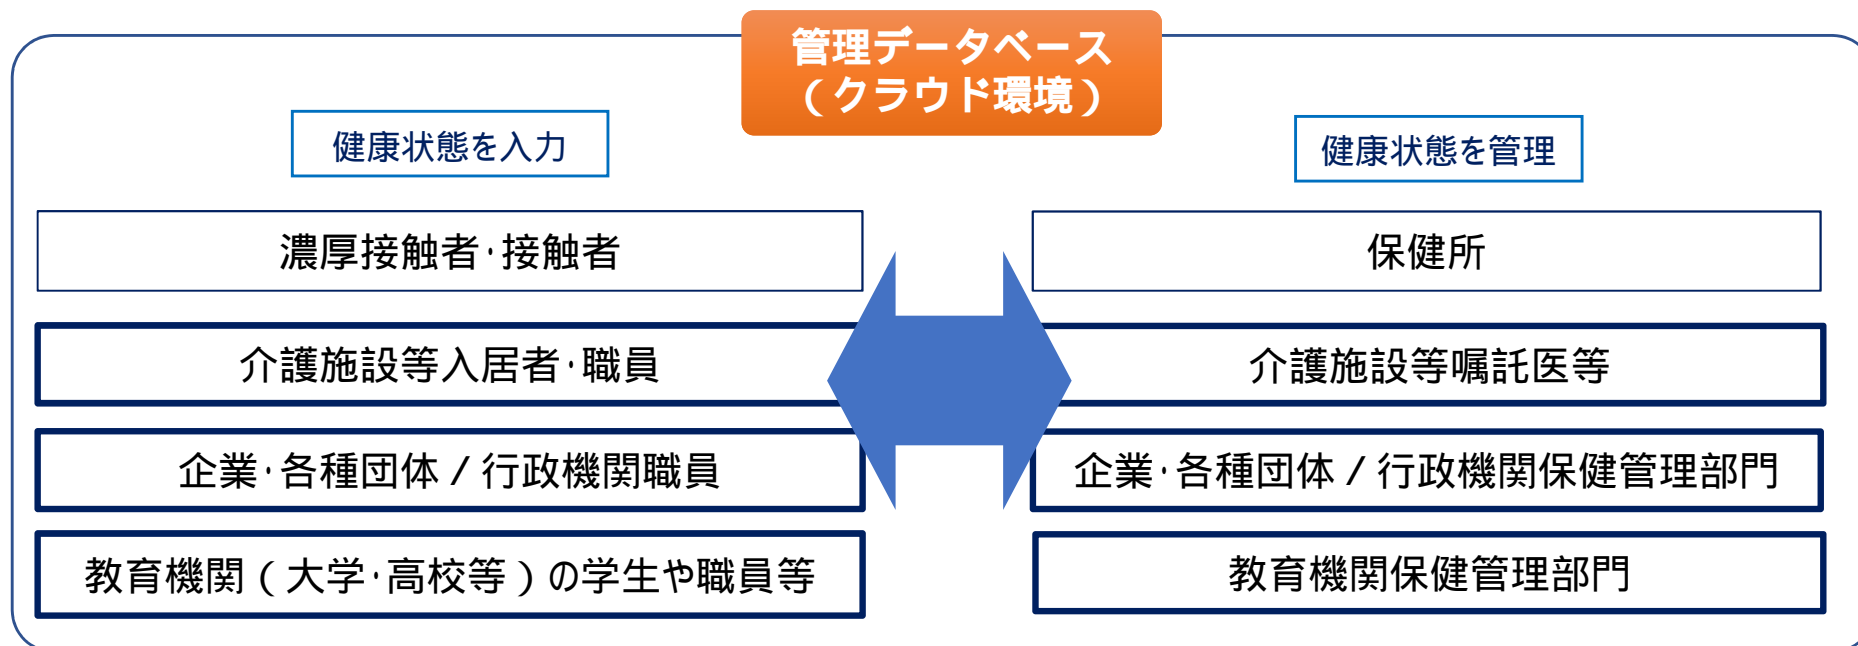 管理データベース
(クラウド環境)
健康状態を入力
健康状態を管理
濃厚接触者・接触者
保健所
介護施設等入居者・職員
介護施設等嘱託医等
企業・各種団体/行政機関職員
企業・各種団体/行政機関保健管理部門
教育機関(大学・高校等)の学生や職員等
教育機関保健管理部門